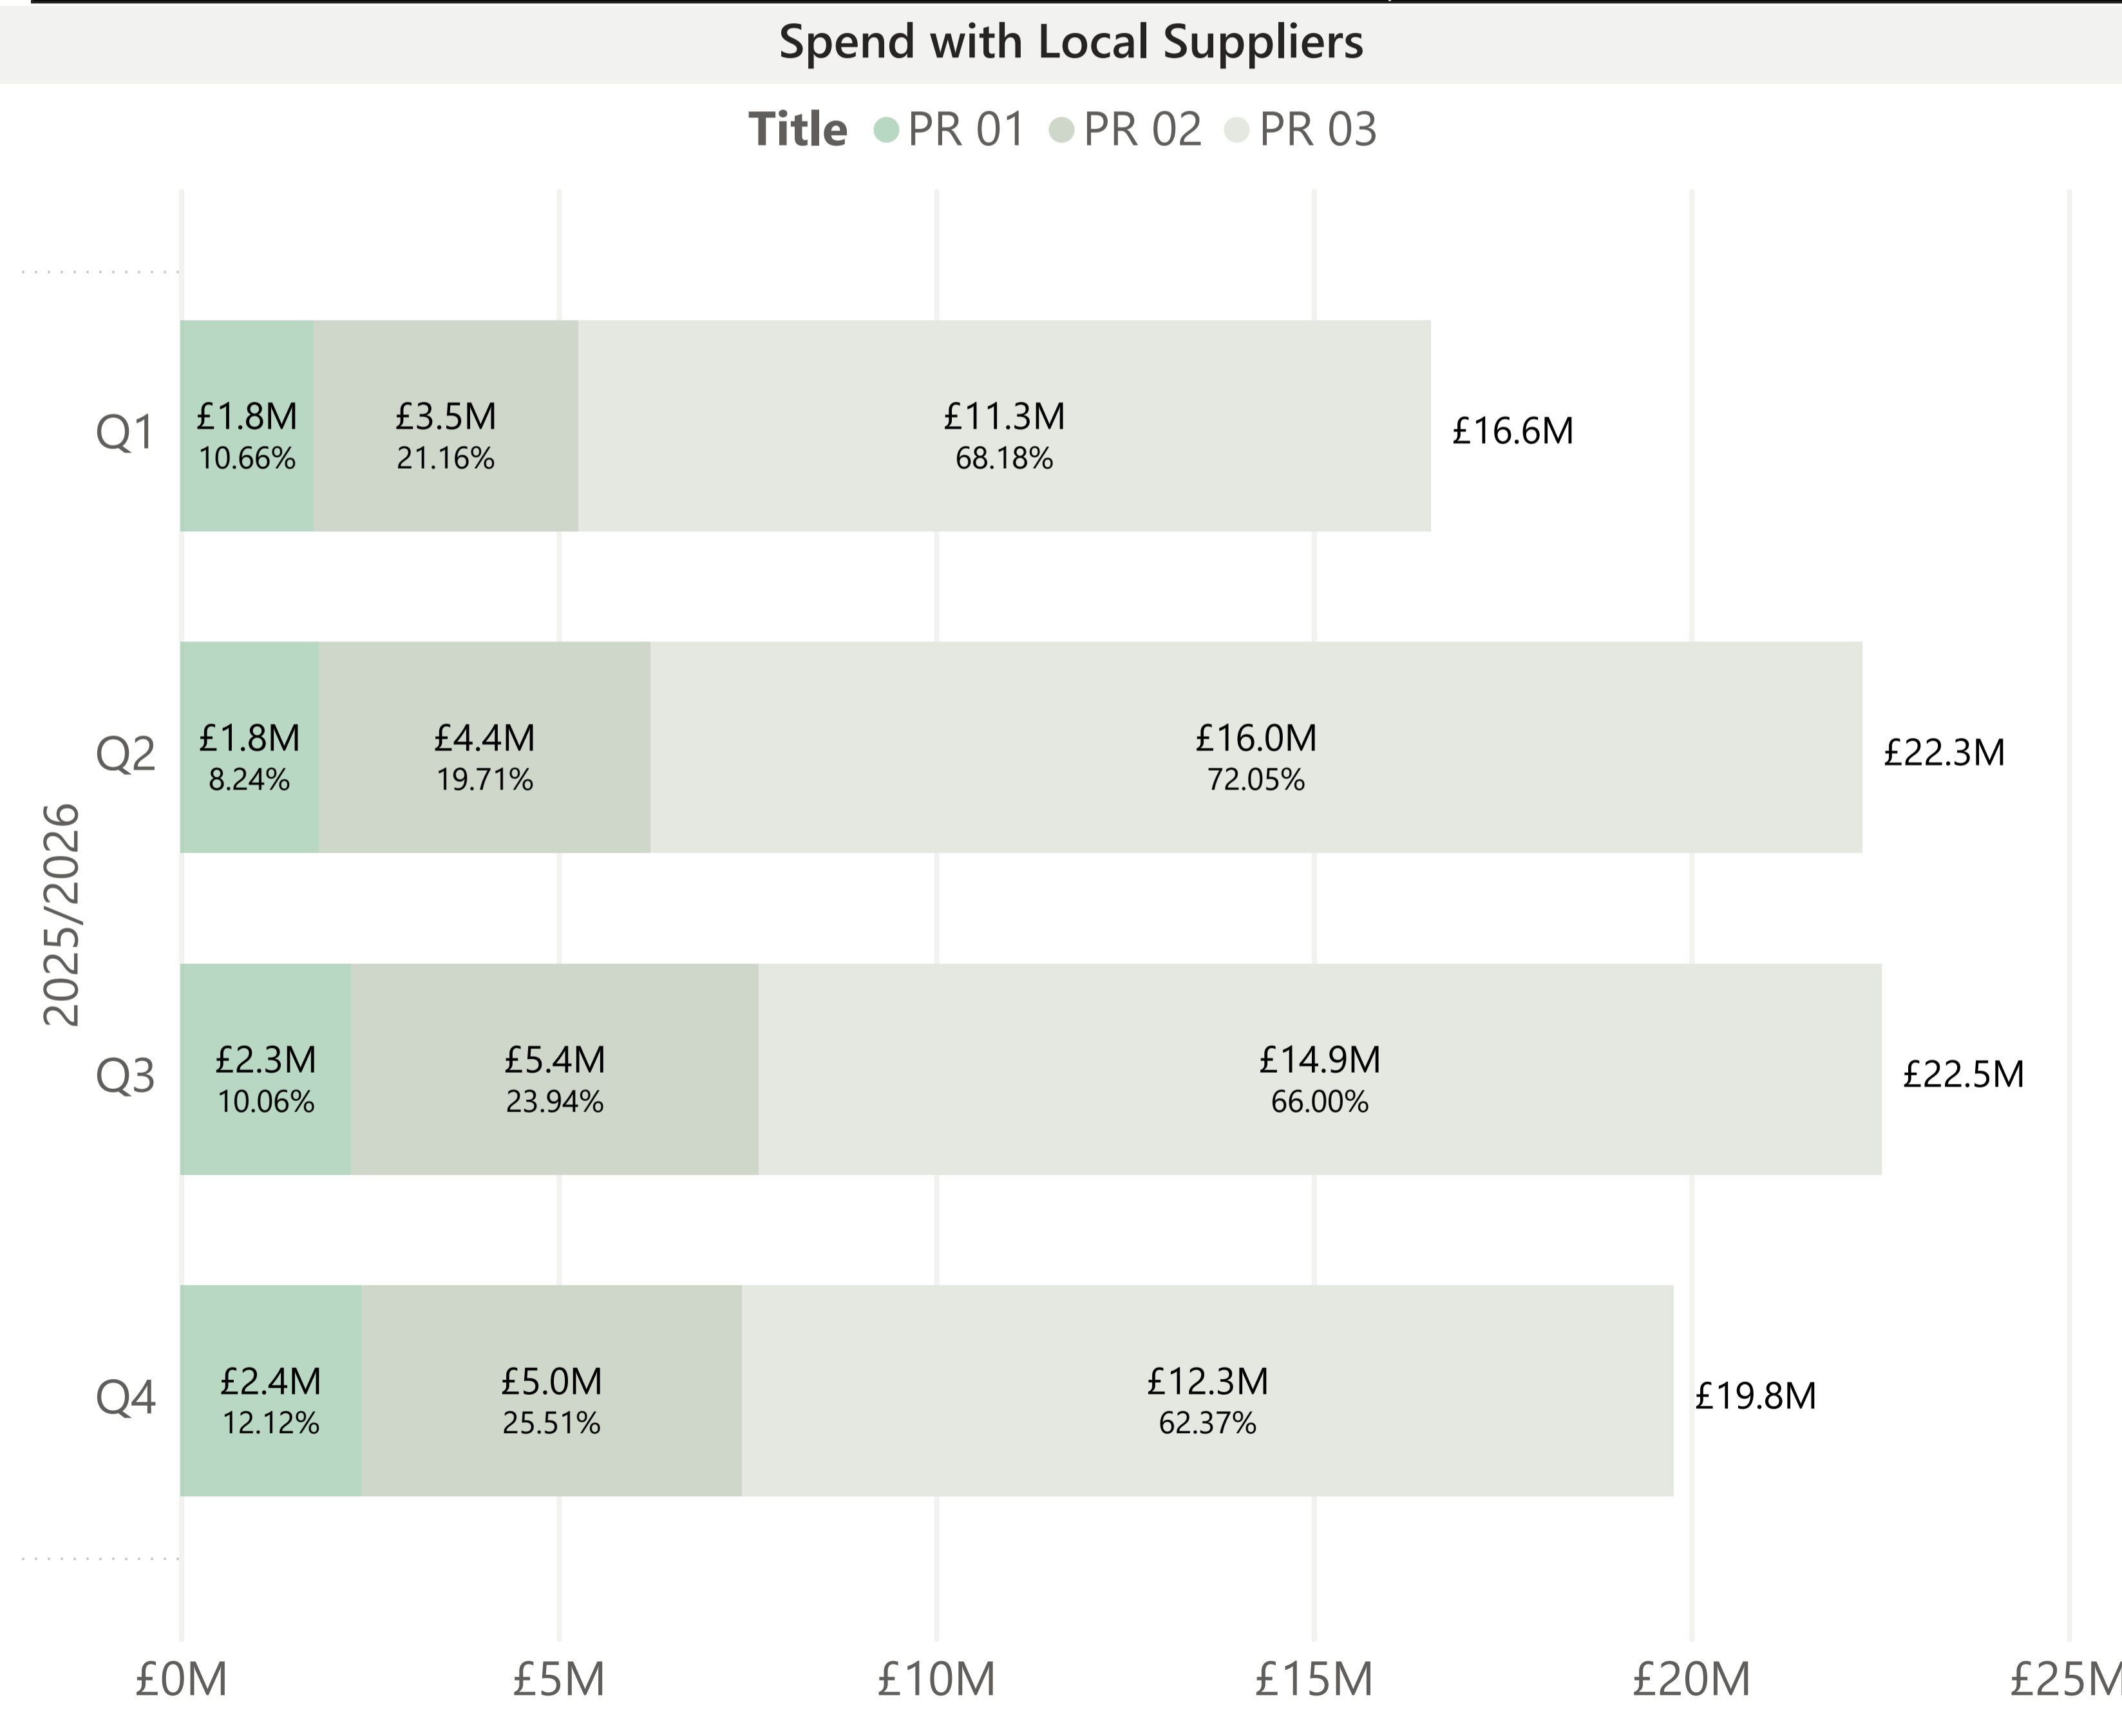 Spend with Local Suppliers
Title PR 01 PR 02 PR 03
2025/2026
Q1
£1.8M £3.5M £11.3M £16.6M
10.66% 21.16% 68.18%
Q2
£1.8M £4.4M £16.0M £22.3M
8.24% 19.71% 72.05%
Q3
£2.3M £5.4M £14.9M £22.5M
10.06% 23.94% 66.00%
Q4
£2.4M £5.0M £12.3M £19.8M
12.12% 25.51% 62.37%
£0M £5M £10M £15M £20M £25M